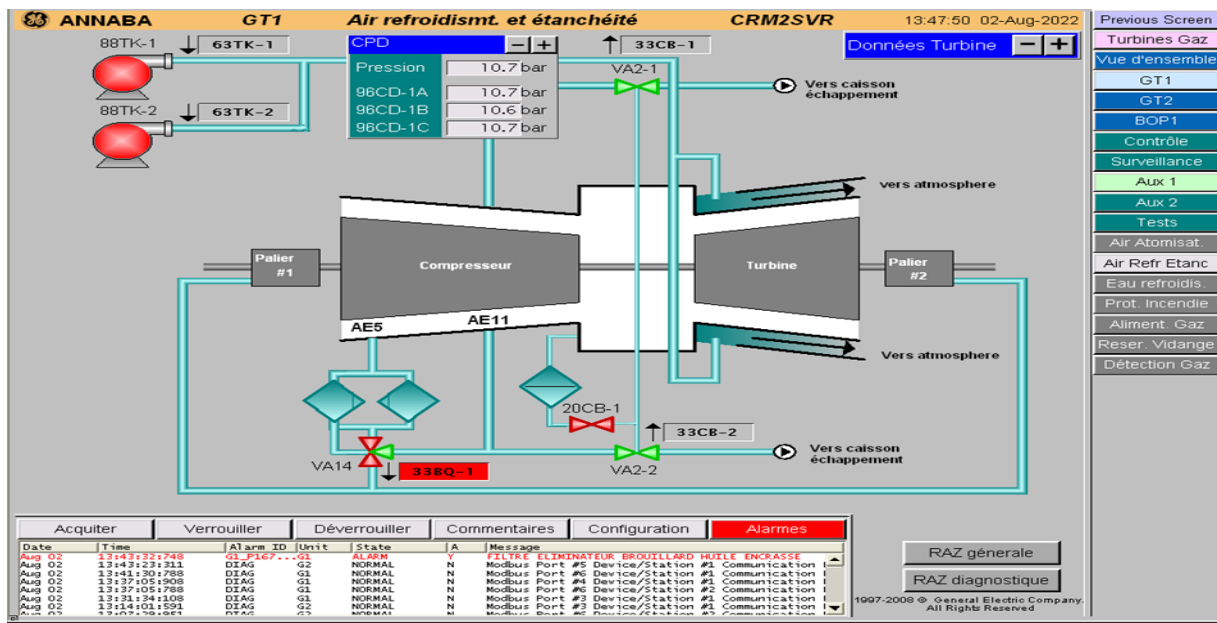 ANNABA GT1 Air refroidismt. et étanchéité CRM2SVR 13:47:50 02-Aug-2022
88TK-1
63TK-1
CPD
- +
Pression 10.7 bar
96CD-1A 10.7 bar
96CD-1B 10.6 bar
96CD-1C 10.7 bar
33CB-1
VA2-1
Données Turbine - +
88TK-2
63TK-2
Vers caisson
échappement
vers atmosphere
Palier
#1
Compresseur
Turbine
Palier
#2
AE5
AE11
Vers atmosphere
20CB-1
33CB-2
VA14
33BQ-1
VA2-2
Vers caisson
échappement
Previous Screen
Turbines Gaz
Vue d'ensemble
GT1
GT2
BOP1
Contrôle
Surveillance
Aux 1
Aux 2
Tests
Air Atomisat.
Air Refr Etanc
Eau refroidis.
Prot. Incendie
Aliment. Gaz
Reser. Vidange
Détection Gaz
Acquiter Verrouiller Déverrouiller Commentaires Configuration Alarmes
Date Time Alarm ID Unit State A Message
Aug 02 13:43:32:748 G1_P167... G1 ALARM Y FILTRE ELIMINATEUR BROUILLARD HUILE ENCRASSE
Aug 02 13:43:23:311 DIAG G2 NORMAL N Modbus Port #5 Device/Station #1 Communication
Aug 02 13:41:30:788 DIAG G1 NORMAL N Modbus Port #6 Device/Station #1 Communication
Aug 02 13:37:05:908 DIAG G1 NORMAL N Modbus Port #4 Device/Station #1 Communication
Aug 02 13:37:05:788 DIAG G1 NORMAL N Modbus Port #6 Device/Station #2 Communication
Aug 02 13:31:34:108 DIAG G1 NORMAL N Modbus Port #3 Device/Station #1 Communication
Aug 02 13:14:01:591 DIAG G2 NORMAL N Modbus Port #3 Device/Station #2 Communication
RAZ génerale
RAZ diagnostique
1997-2008 © General Electric Company.
All Rights Reserved